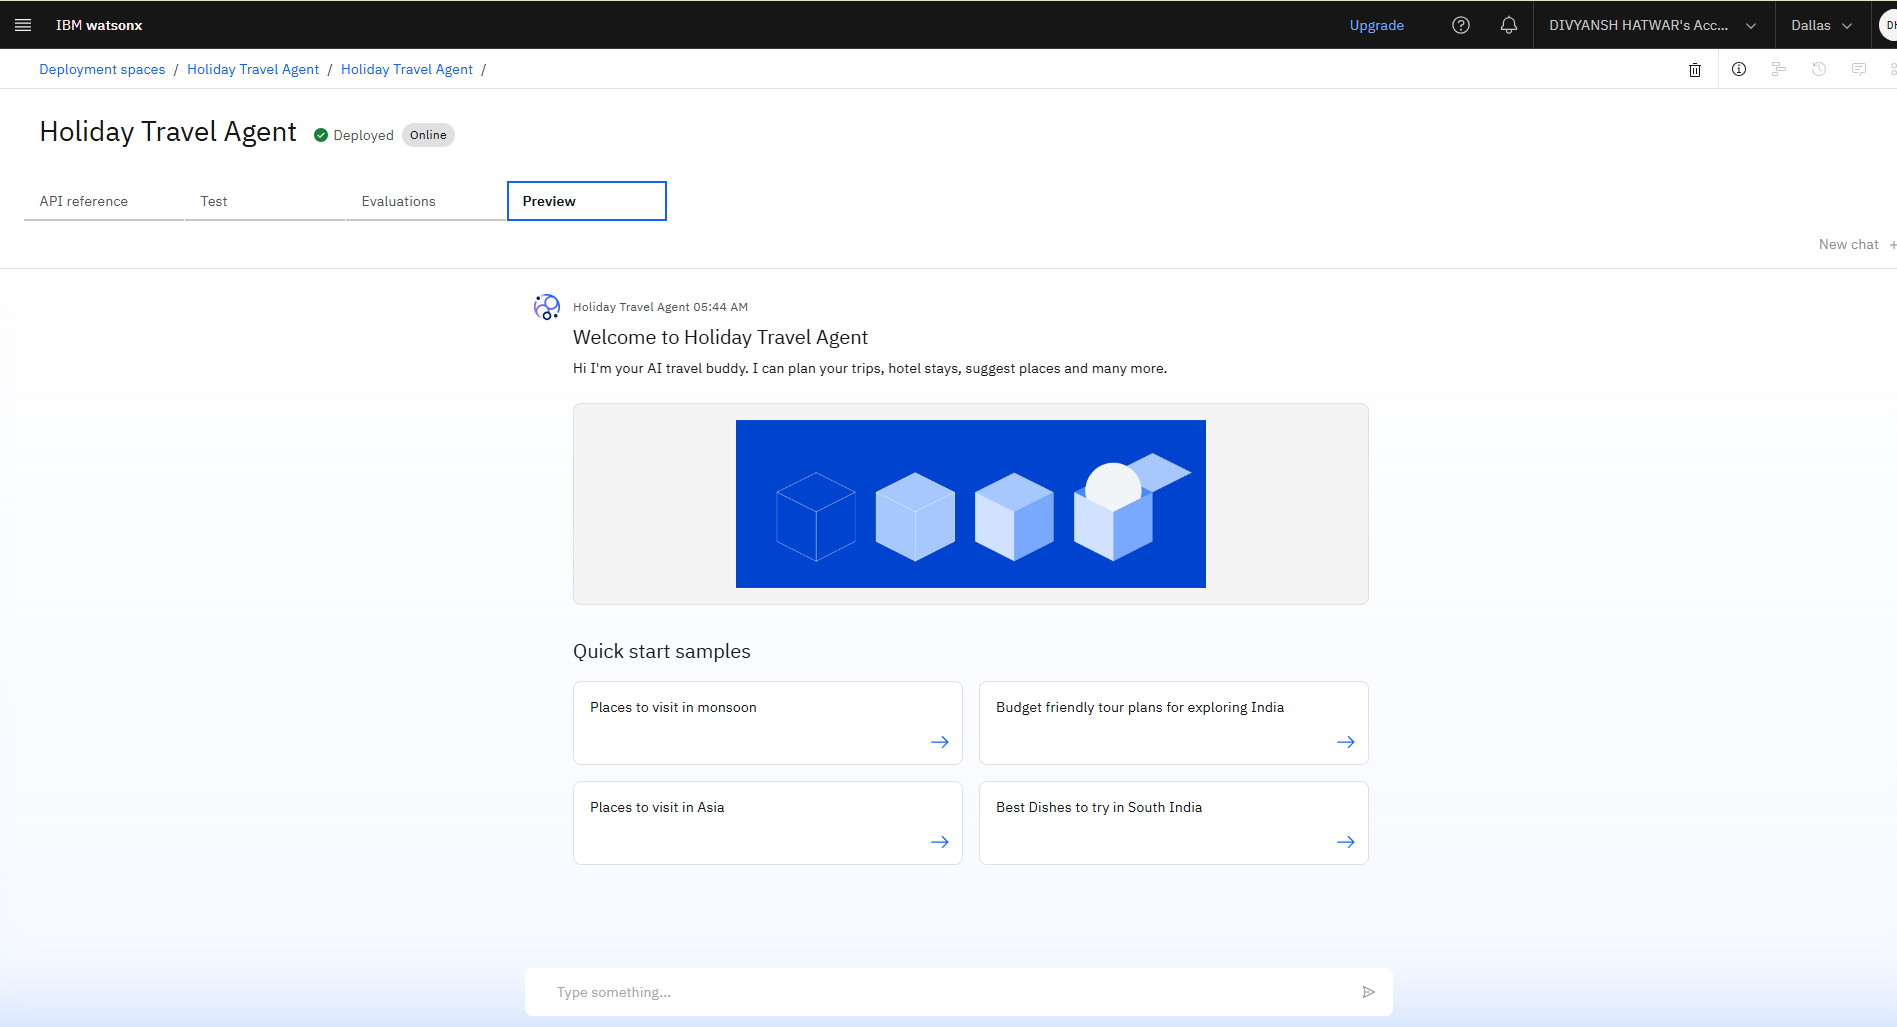 IBM watsonx
Upgrade
DIVYANSH HATWAR's Acc...
Dallas
Deployment spaces / Holiday Travel Agent / Holiday Travel Agent /
Holiday Travel Agent
Deployed
Online
API reference
Test
Evaluations
Preview
New chat +
Holiday Travel Agent 05:44 AM
Welcome to Holiday Travel Agent
Hi I'm your AI travel buddy. I can plan your trips, hotel stays, suggest places and many more.
Quick start samples
Places to visit in monsoon
Budget friendly tour plans for exploring India
Places to visit in Asia
Best Dishes to try in South India
Type something...